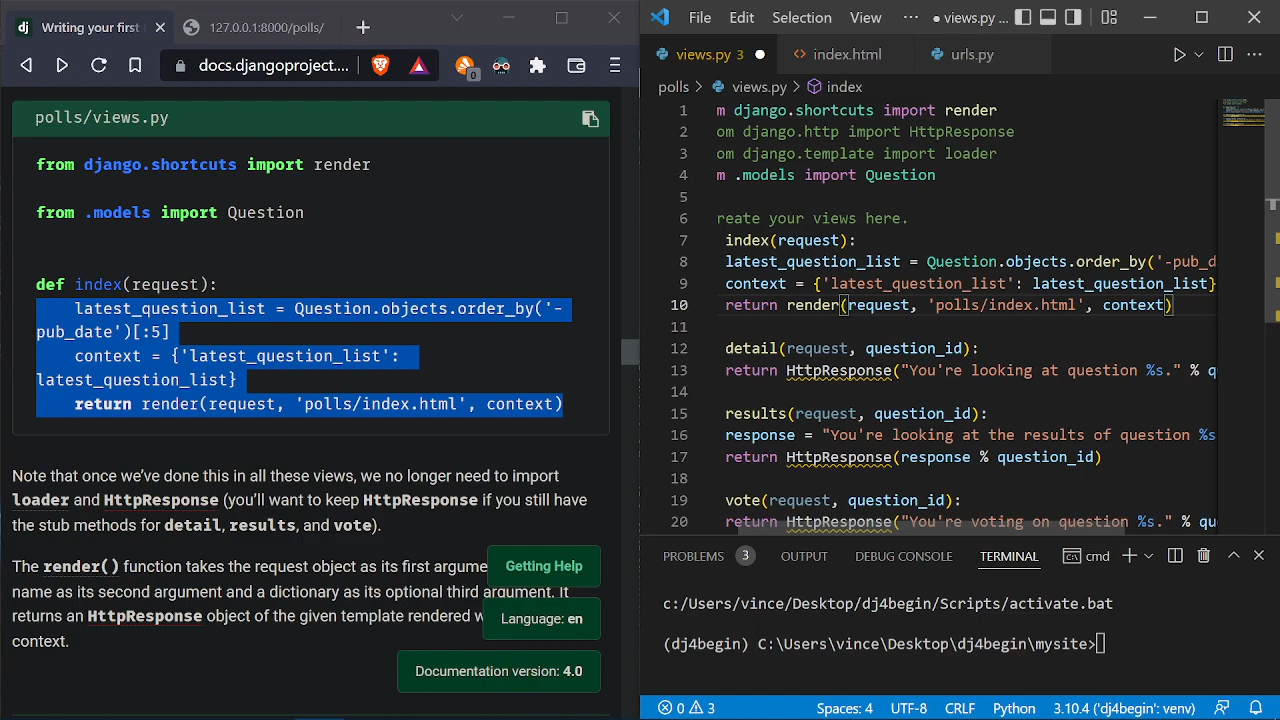 dj Writing your first
127.0.0.1:8000/polls/
docs.djangoproject....
0
polls/views.py
from django.shortcuts import render
from .models import Question
def index(request):
latest_question_list = Question.objects.order_by('-
pub_date')[:5]
context = {'latest_question_list':
latest_question_list}
return render(request, 'polls/index.html', context)
Note that once we’ve done this in all these views, we no longer need to import
loader and HttpResponse (you’ll want to keep HttpResponse if you still have
the stub methods for detail, results, and vote).
The render() function takes the request object as its first argume
name as its second argument and a dictionary as its optional third argument. It
returns an HttpResponse object of the given template rendered w
context.
Getting Help
Language: en
Documentation version: 4.0
File Edit Selection View ··· ● views.py ...
views.py 3 ●
<> index.html
urls.py
polls > views.py > index
1 m django.shortcuts import render
2 om django.http import HttpResponse
3 om django.template import loader
4 m .models import Question
5
6 reate your views here.
7 index(request):
8 latest_question_list = Question.objects.order_by('-pub_d
9 context = {'latest_question_list': latest_question_list}
10 return render(request, 'polls/index.html', context)
11
12 detail(request, question_id):
13 return HttpResponse("You're looking at question %s." % q
14
15 results(request, question_id):
16 response = "You're looking at the results of question %s
17 return HttpResponse(response % question_id)
18
19 vote(request, question_id):
20 return HttpResponse("You're voting on question %s." % qu
PROBLEMS 3 OUTPUT DEBUG CONSOLE TERMINAL cmd
c:/Users/vince/Desktop/dj4begin/Scripts/activate.bat
(dj4begin) C:\Users\vince\Desktop\dj4begin\mysite>
0 3 Spaces: 4 UTF-8 CRLF Python 3.10.4 ('dj4begin': venv)